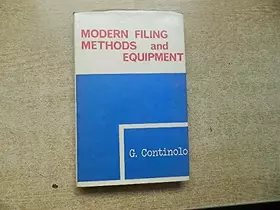 MODERN FILING
METHODS and
EQUIPMENT
G. Continolo